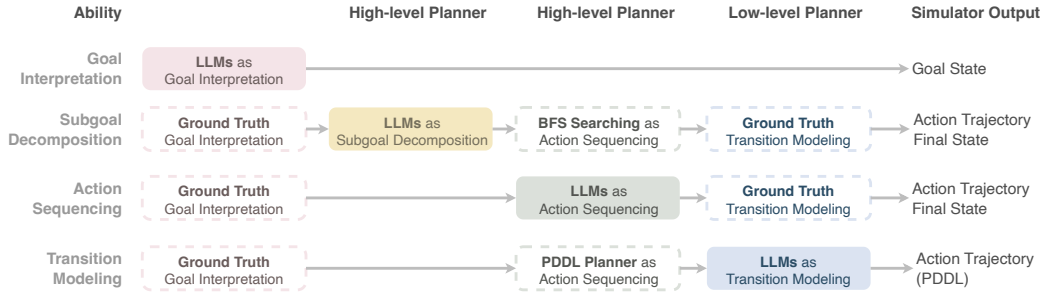 Ability High-level Planner High-level Planner Low-level Planner Simulator Output
Goal
Interpretation
LLMs as
Goal Interpretation
Goal State
Subgoal
Decomposition
Ground Truth
Goal Interpretation
LLMs as
Subgoal Decomposition
BFS Searching as
Action Sequencing
Ground Truth
Transition Modeling
Action Trajectory
Final State
Action
Sequencing
Ground Truth
Goal Interpretation
LLMs as
Action Sequencing
Ground Truth
Transition Modeling
Action Trajectory
Final State
Transition
Modeling
Ground Truth
Goal Interpretation
PDDL Planner as
Action Sequencing
LLMs as
Transition Modeling
Action Trajectory
(PDDL)